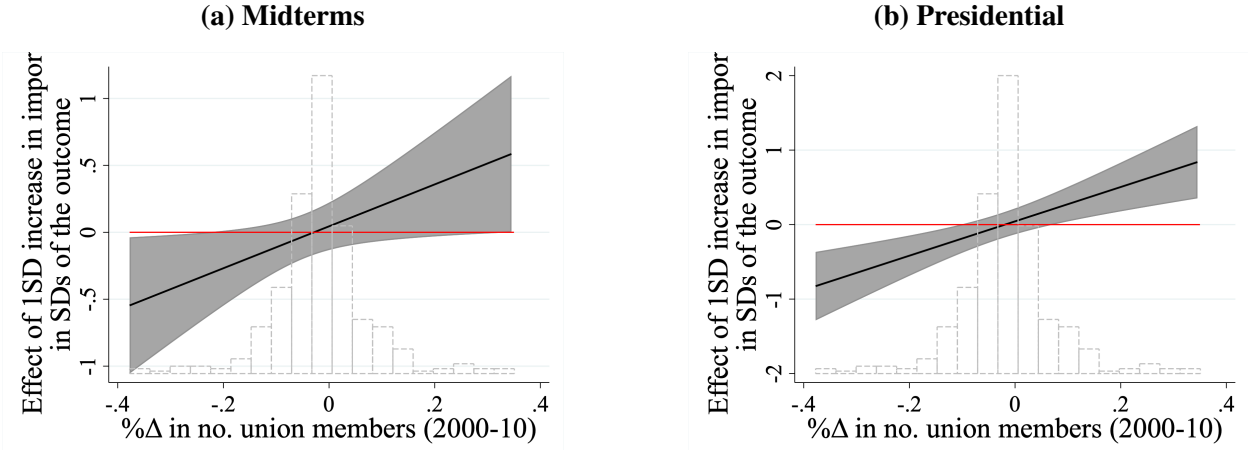 (a) Midterms
Effect of 1SD increase in impor
in SDs of the outcome
1
.5
0
-.5
-1
-.4
-.2
0
.2
.4
%Δ in no. union members (2000-10)
(b) Presidential
Effect of 1SD increase in impor
in SDs of the outcome
2
1
0
-1
-2
-.4
-.2
0
.2
.4
%Δ in no. union members (2000-10)